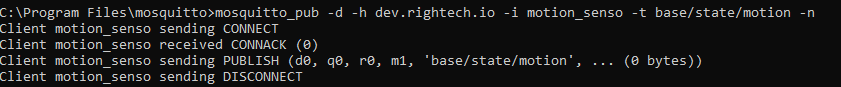 C:\Program Files\mosquitto>mosquitto_pub -d -h dev.rightech.io -i motion_senso -t base/state/motion -n
Client motion_senso sending CONNECT
Client motion_senso received CONNACK (0)
Client motion_senso sending PUBLISH (d0, q0, r0, m1, 'base/state/motion', ... (0 bytes))
Client motion_senso sending DISCONNECT